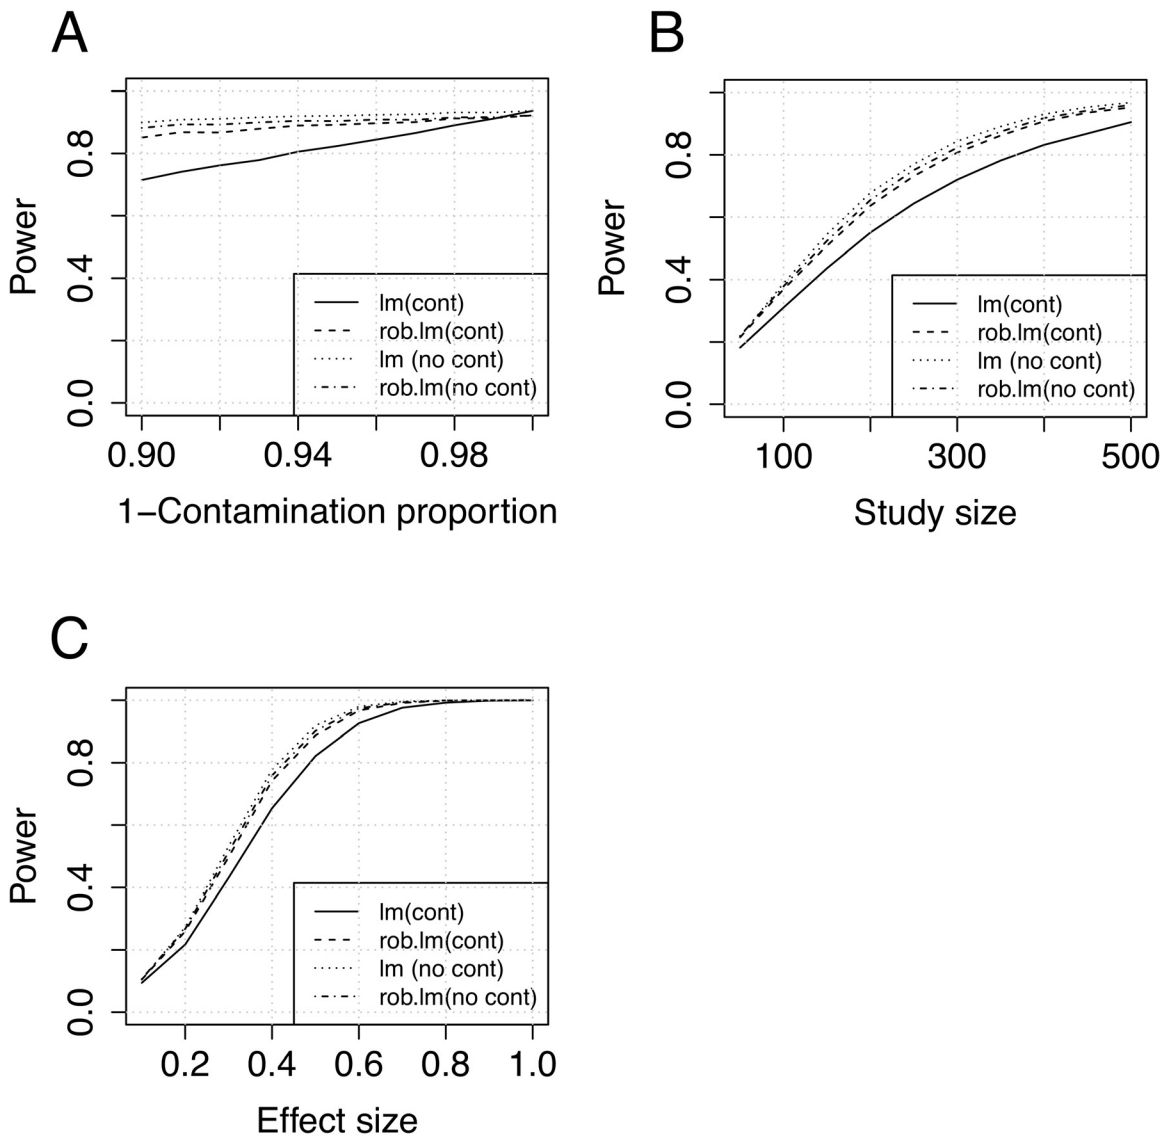 A
Power
0.0 0.4 0.8
lm(cont)
rob.lm(cont)
lm (no cont)
rob.lm(no cont)
0.90 0.94 0.98
1−Contamination proportion
B
Power
0.0 0.4 0.8
lm(cont)
rob.lm(cont)
lm (no cont)
rob.lm(no cont)
100 300 500
Study size
C
Power
0.0 0.4 0.8
lm(cont)
rob.lm(cont)
lm (no cont)
rob.lm(no cont)
0.2 0.4 0.6 0.8 1.0
Effect size